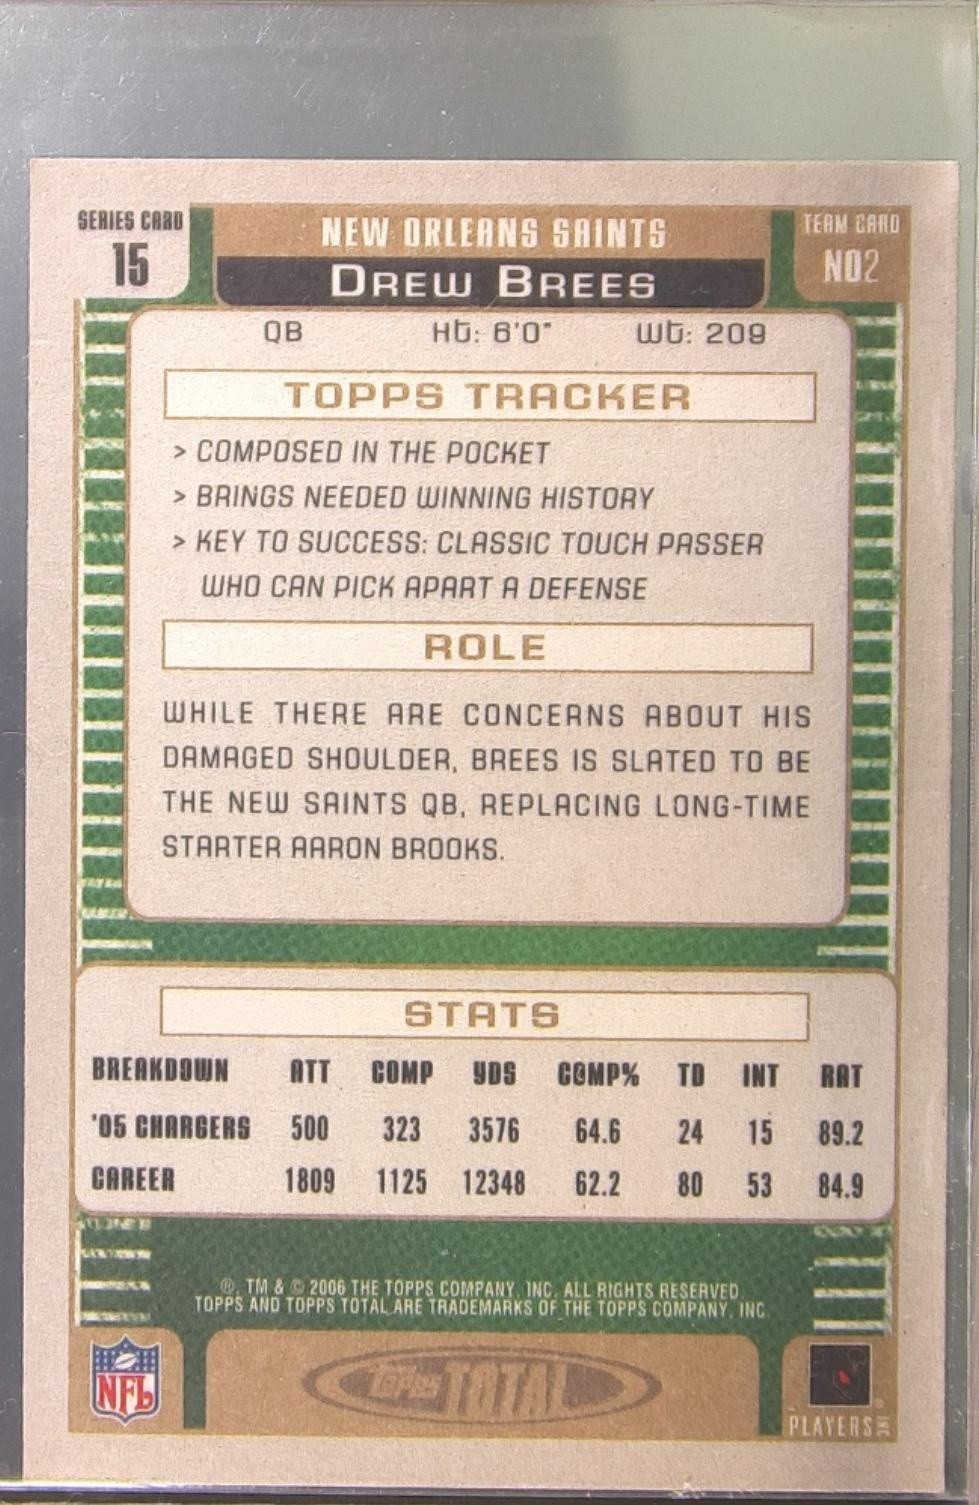 SERIES CARD
15
NEW ORLEANS SAINTS
DREW BREES
TEAM CARD
NO2
QB Ht: 6'0" Wt: 209
TOPPS TRACKER
> COMPOSED IN THE POCKET
> BRINGS NEEDED WINNING HISTORY
> KEY TO SUCCESS: CLASSIC TOUCH PASSER
WHO CAN PICK APART A DEFENSE
ROLE
WHILE THERE ARE CONCERNS ABOUT HIS
DAMAGED SHOULDER, BREES IS SLATED TO BE
THE NEW SAINTS QB, REPLACING LONG-TIME
STARTER AARON BROOKS.
STATS
BREAKDOWN ATT COMP YDS COMP% TD INT RAT
'05 CHARGERS 500 323 3576 64.6 24 15 89.2
CAREER 1809 1125 12348 62.2 80 53 84.9
®, TM & © 2006 THE TOPPS COMPANY, INC. ALL RIGHTS RESERVED.
TOPPS AND TOPPS TOTAL ARE TRADEMARKS OF THE TOPPS COMPANY, INC.
NFL
Topps TOTAL
PLAYERS INC